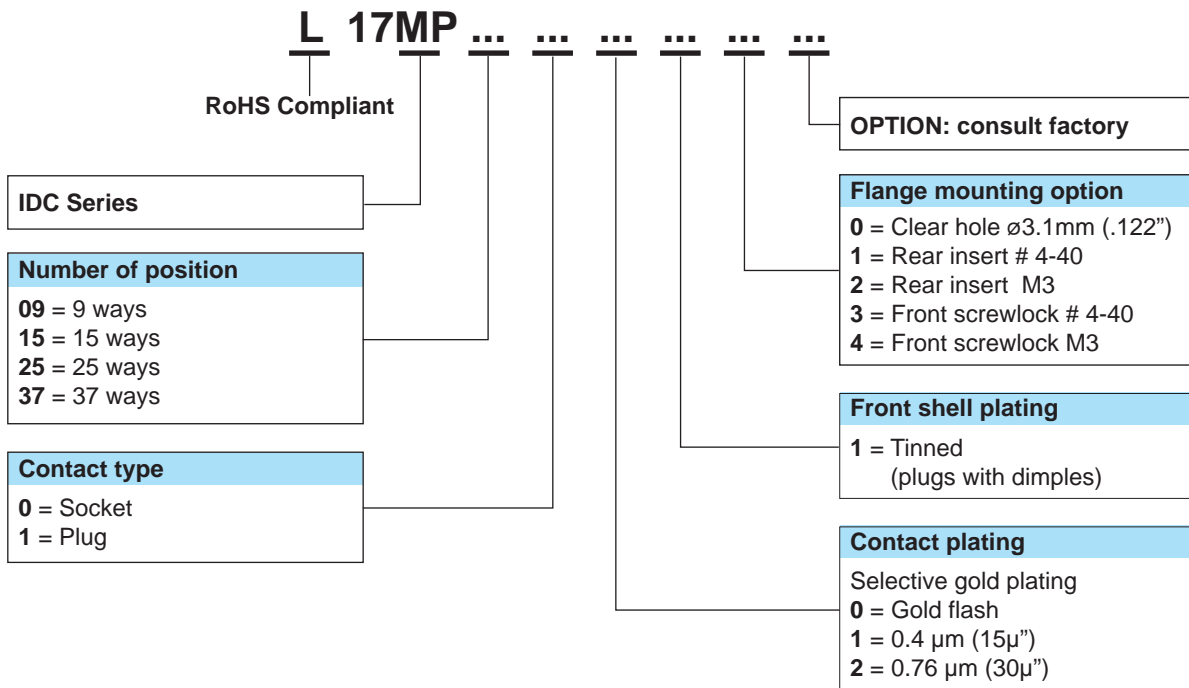 L 17MP ... ... ... ... ... ...
RoHS Compliant
IDC Series
Number of position
09 = 9 ways
15 = 15 ways
25 = 25 ways
37 = 37 ways
Contact type
0 = Socket
1 = Plug
OPTION: consult factory
Flange mounting option
0 = Clear hole ø3.1mm (.122”)
1 = Rear insert # 4-40
2 = Rear insert M3
3 = Front screwlock # 4-40
4 = Front screwlock M3
Front shell plating
1 = Tinned
(plugs with dimples)
Contact plating
Selective gold plating
0 = Gold flash
1 = 0.4 µm (15µ”)
2 = 0.76 µm (30µ”)